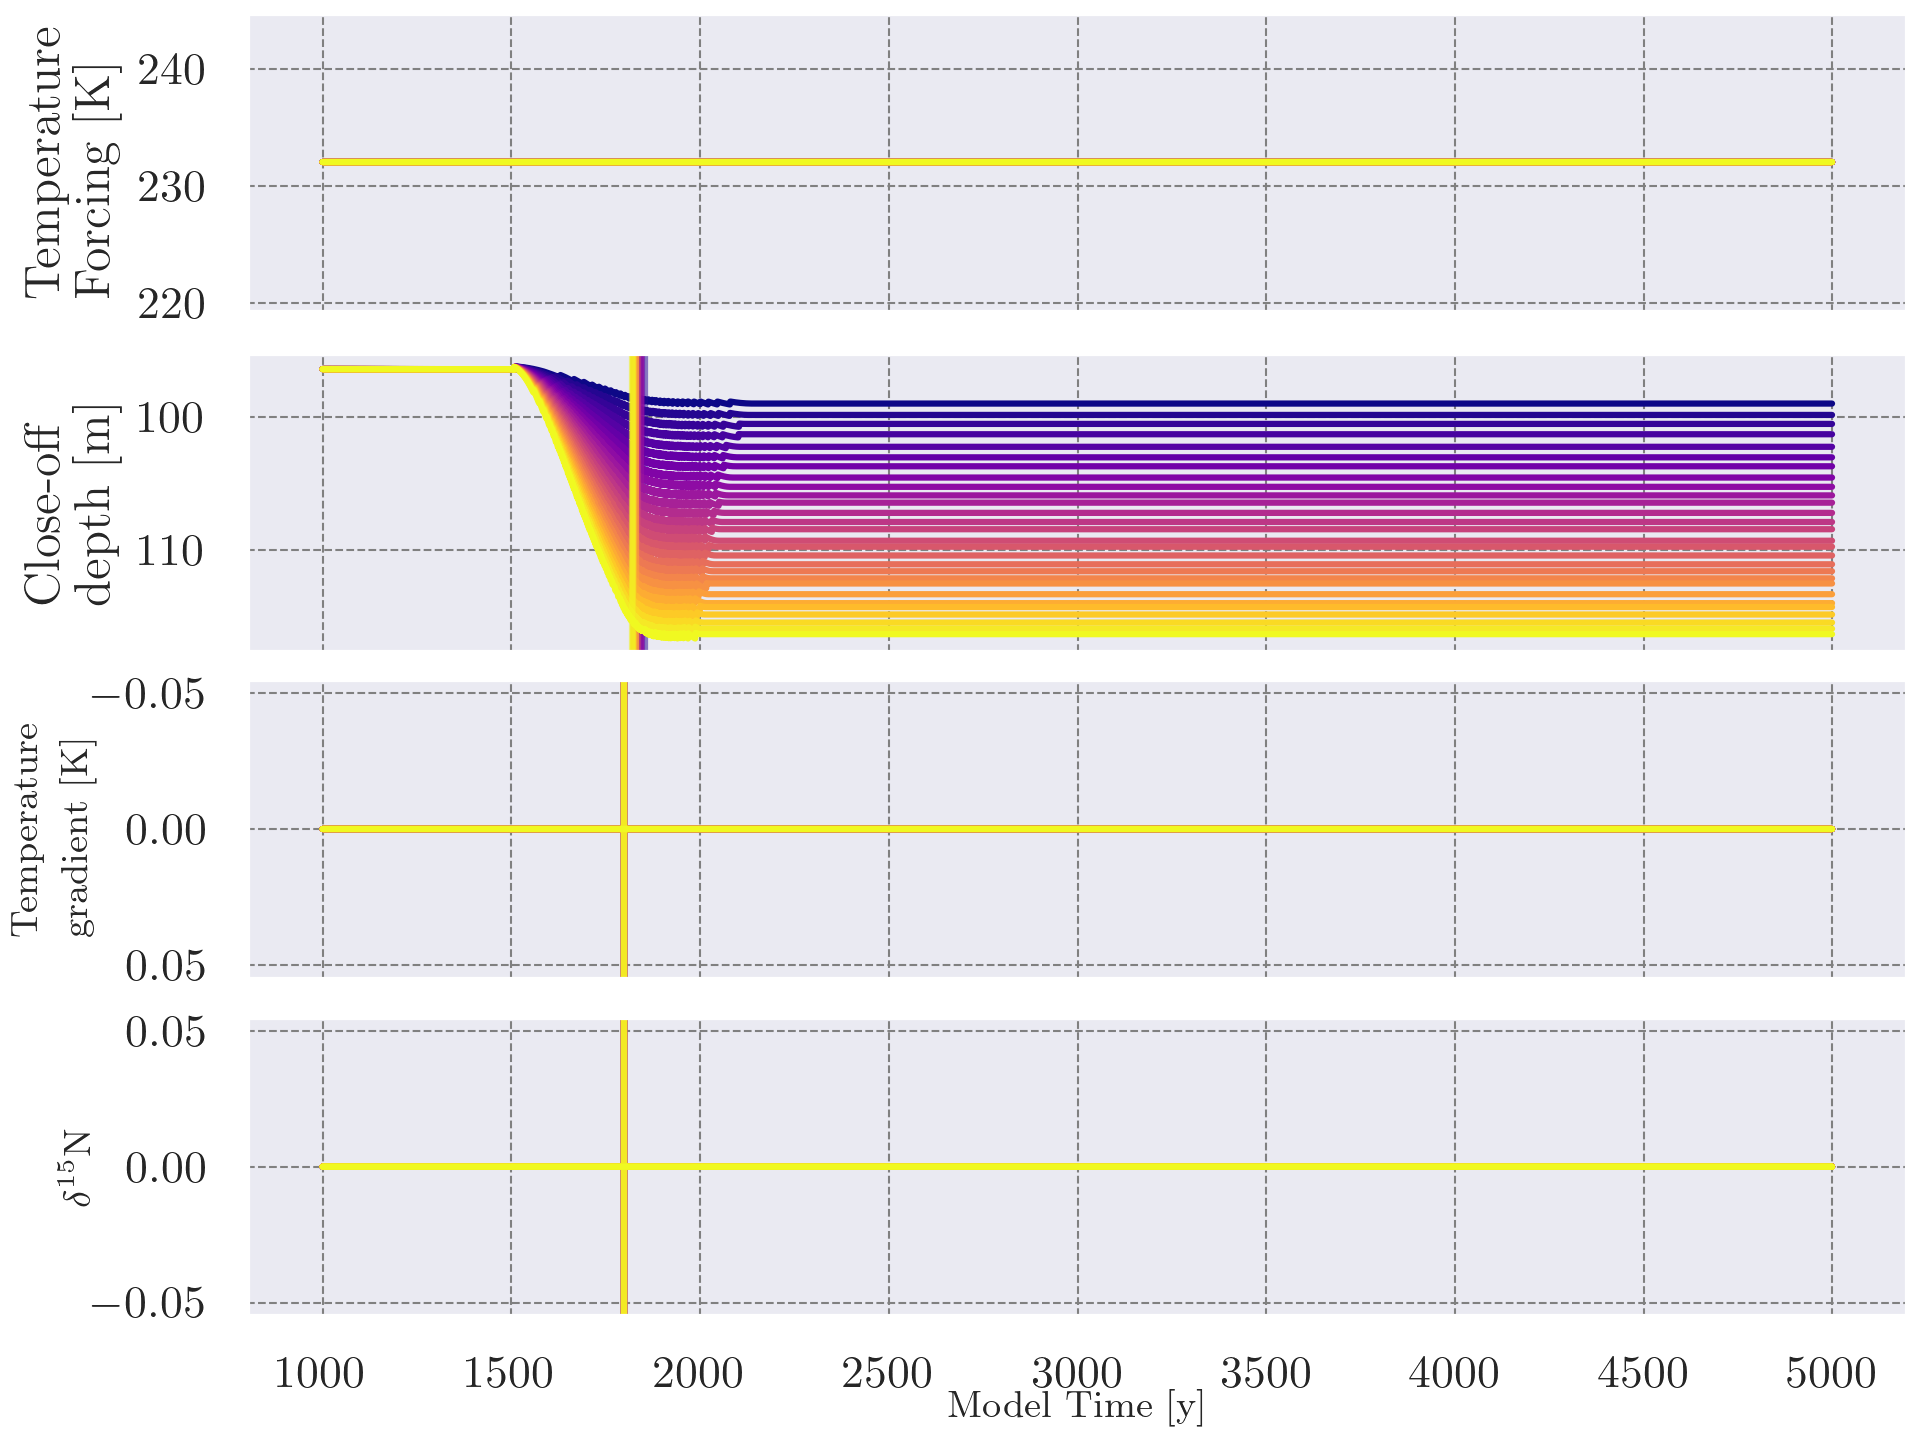 Temperature
Forcing [K]
240
230
220
Close-off
depth [m]
100
110
Temperature
gradient [K]
−0.05
0.00
0.05
δ¹⁵N
0.05
0.00
−0.05
1000 1500 2000 2500 3000 3500 4000 4500 5000
Model Time [y]